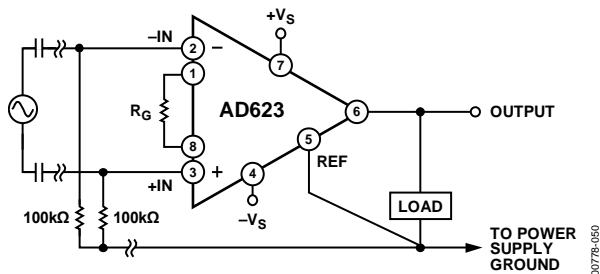 –IN
2
–
1
RG
8
3
+
+IN
+VS
7
AD623
6
OUTPUT
5
REF
4
–VS
100kΩ
100kΩ
LOAD
TO POWER
SUPPLY
GROUND
00778-050